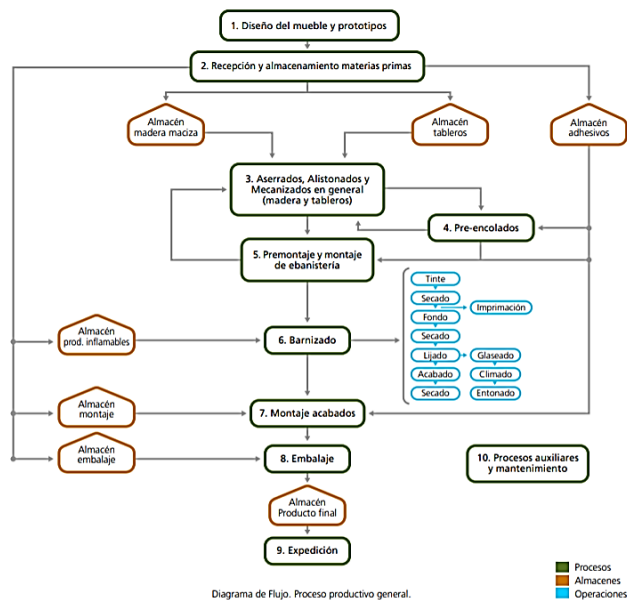 1. Diseño del mueble y prototipos
2. Recepción y almacenamiento materias primas
Almacén
madera maciza
Almacén
tableros
Almacén
adhesivos
3. Aserrados, Alistonados y
Mecanizados en general
(madera y tableros)
4. Pre-encolados
5. Premontaje y montaje
de ebanistería
Tinte
Secado
Imprimación
Fondo
Secado
Lijado
Glaseado
Acabado
Climado
Secado
Entonado
Almacén
prod. inflamables
6. Barnizado
Almacén
montaje
7. Montaje acabados
Almacén
embalaje
8. Embalaje
10. Procesos auxiliares
y mantenimiento
Almacén
Producto final
9. Expedición
Procesos
Almacenes
Operaciones
Diagrama de Flujo. Proceso productivo general.